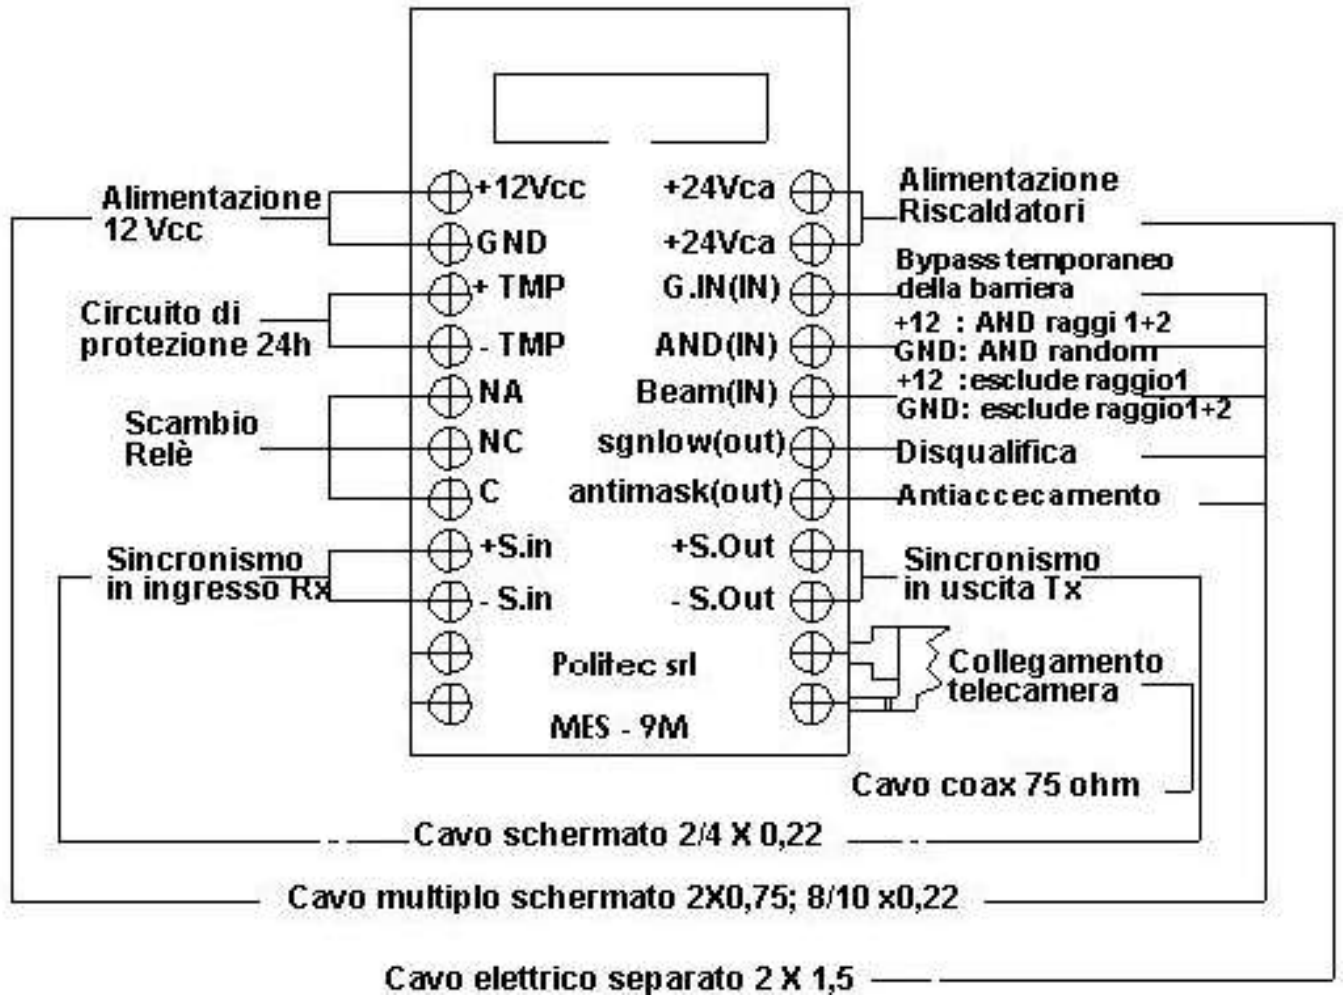 Alimentazione
12 Vcc
Circuito di
protezione 24h
Scambio
Relè
Sincronismo
in ingresso Rx
+12Vcc
GND
+ TMP
- TMP
NA
NC
C
+S.in
- S.in
+24Vca
+24Vca
G.IN(IN)
AND(IN)
Beam(IN)
sgnlow(out)
antimask(out)
+S.Out
- S.Out
Politec srl
MES - 9M
Alimentazione
Riscaldatori
Bypass temporaneo
della barriera
+12 : AND raggi 1+2
GND: AND random
+12 :esclude raggio1
GND: esclude raggio1+2
Disqualifica
Antiaccecamento
Sincronismo
in uscita Tx
Collegamento
telecamera
Cavo coax 75 ohm
Cavo schermato 2/4 X 0,22
Cavo multiplo schermato 2X0,75; 8/10 x0,22
Cavo elettrico separato 2 X 1,5